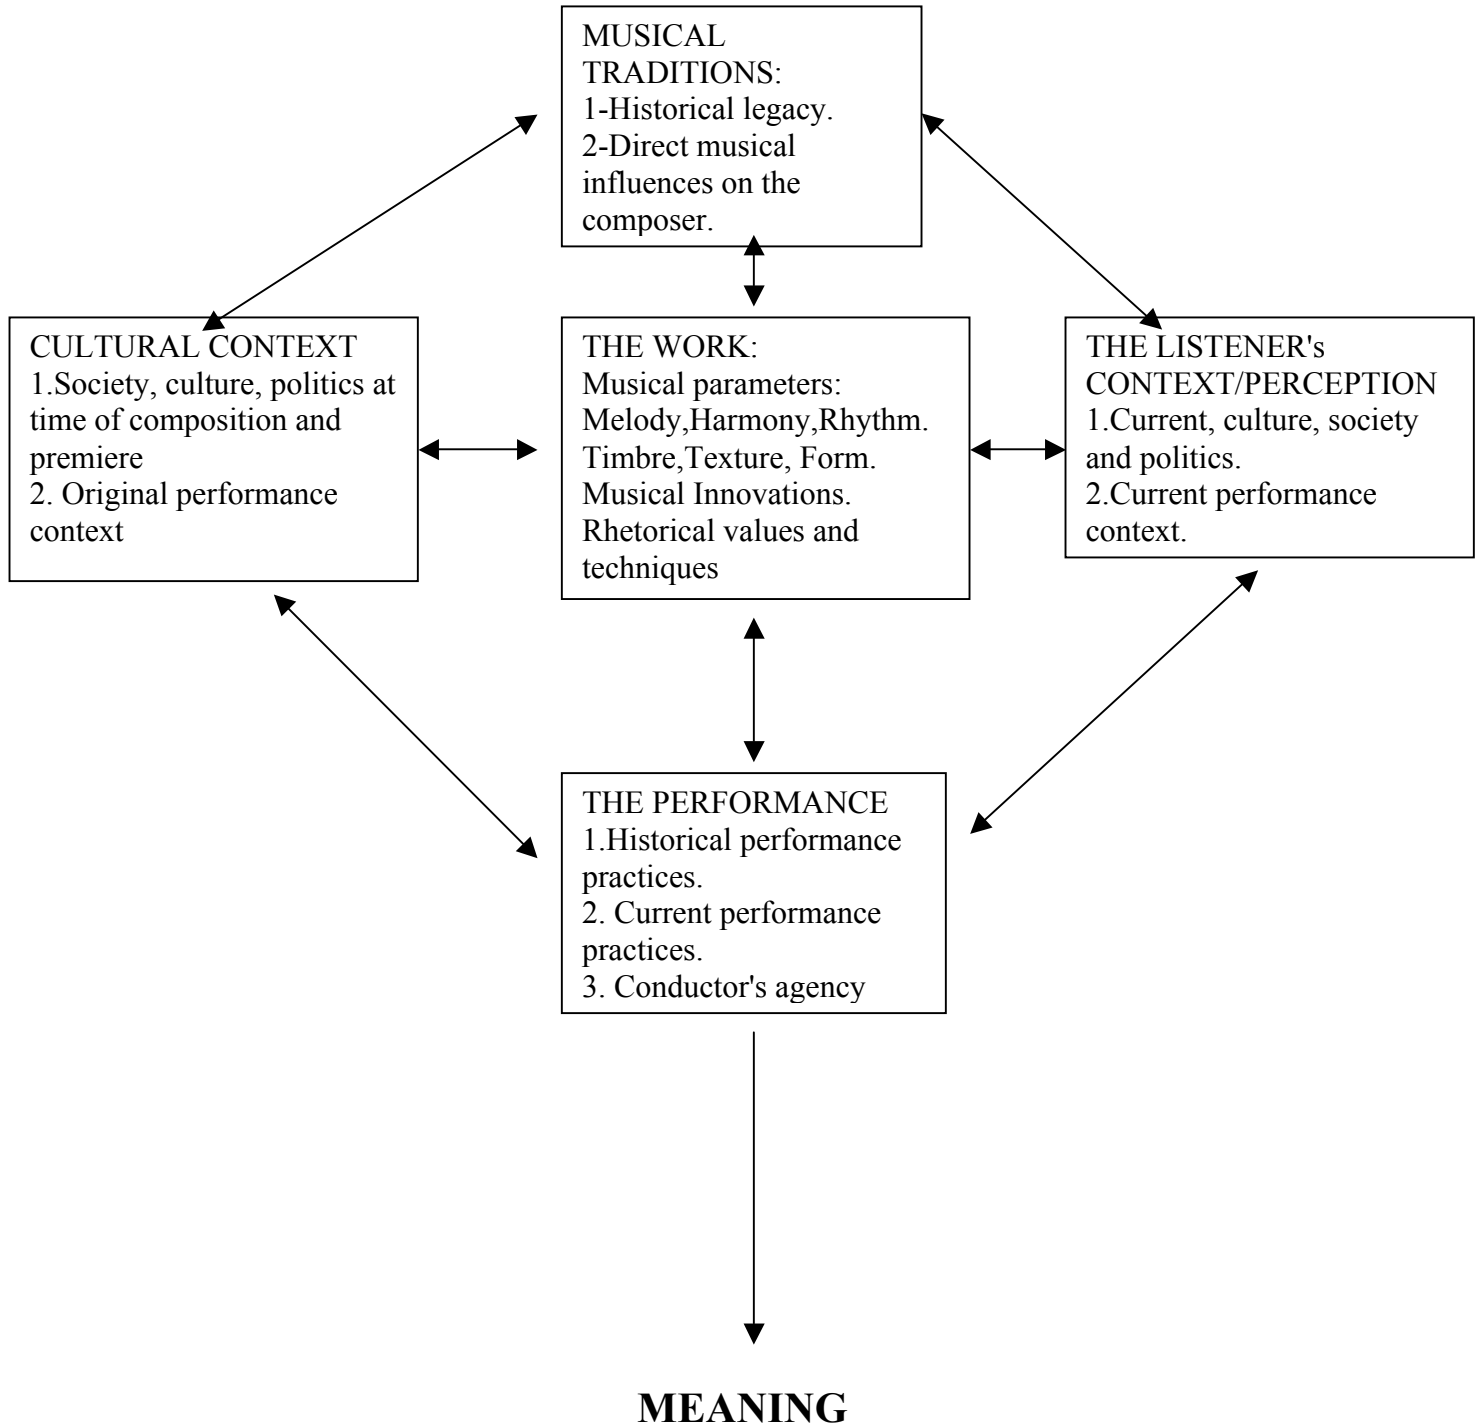 MUSICAL
TRADITIONS:
1-Historical legacy.
2-Direct musical
influences on the
composer.
CULTURAL CONTEXT
1.Society, culture, politics at
time of composition and
premiere
2. Original performance
context
THE WORK:
Musical parameters:
Melody,Harmony,Rhythm.
Timbre,Texture, Form.
Musical Innovations.
Rhetorical values and
techniques
THE LISTENER's
CONTEXT/PERCEPTION
1.Current, culture, society
and politics.
2.Current performance
context.
THE PERFORMANCE
1.Historical performance
practices.
2. Current performance
practices.
3. Conductor's agency
MEANING